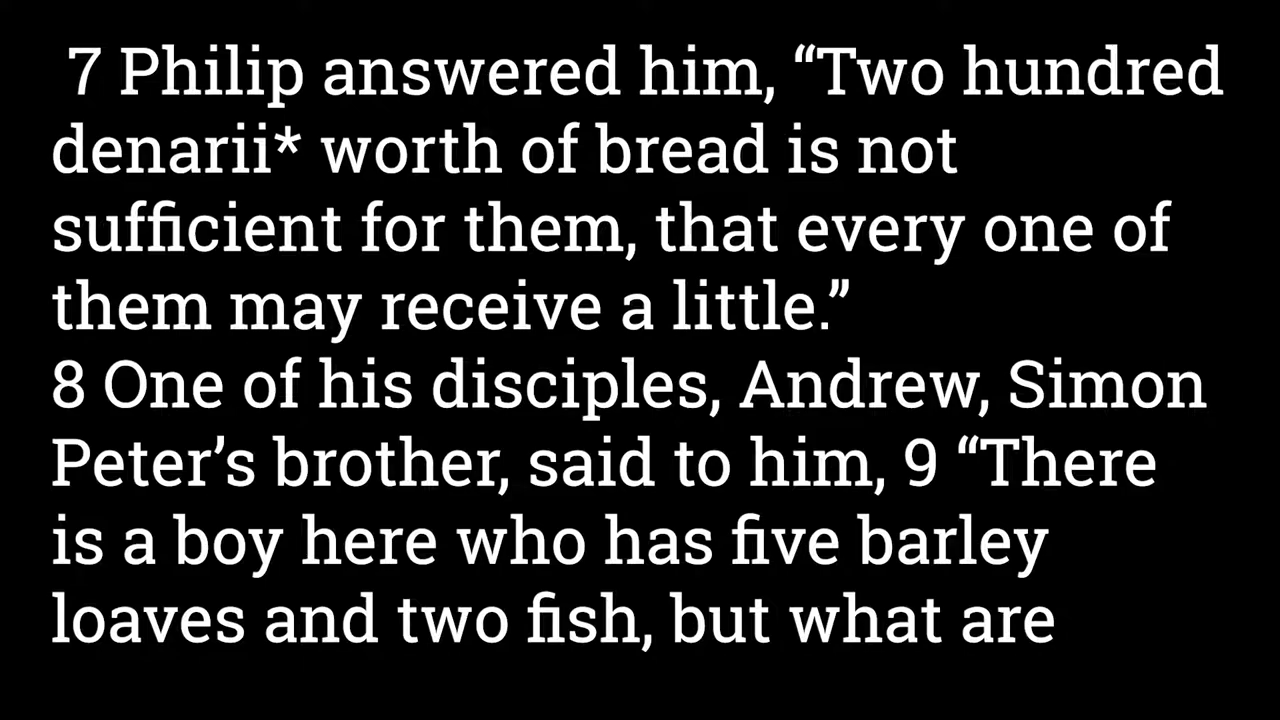 7 Philip answered him, “Two hundred
denarii* worth of bread is not
sufficient for them, that every one of
them may receive a little.”
8 One of his disciples, Andrew, Simon
Peter’s brother, said to him, 9 “There
is a boy here who has five barley
loaves and two fish, but what are